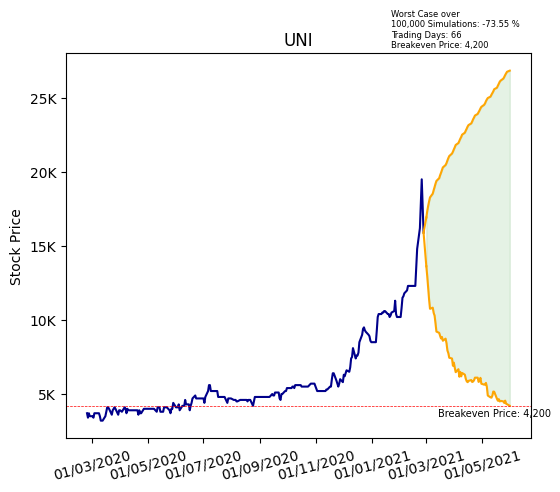 Worst Case over
100,000 Simulations: -73.55 %
Trading Days: 66
Breakeven Price: 4,200
UNI
Stock Price
25K
20K
15K
10K
5K
Breakeven Price: 4,200
01/03/2020
01/05/2020
01/07/2020
01/09/2020
01/11/2020
01/01/2021
01/03/2021
01/05/2021